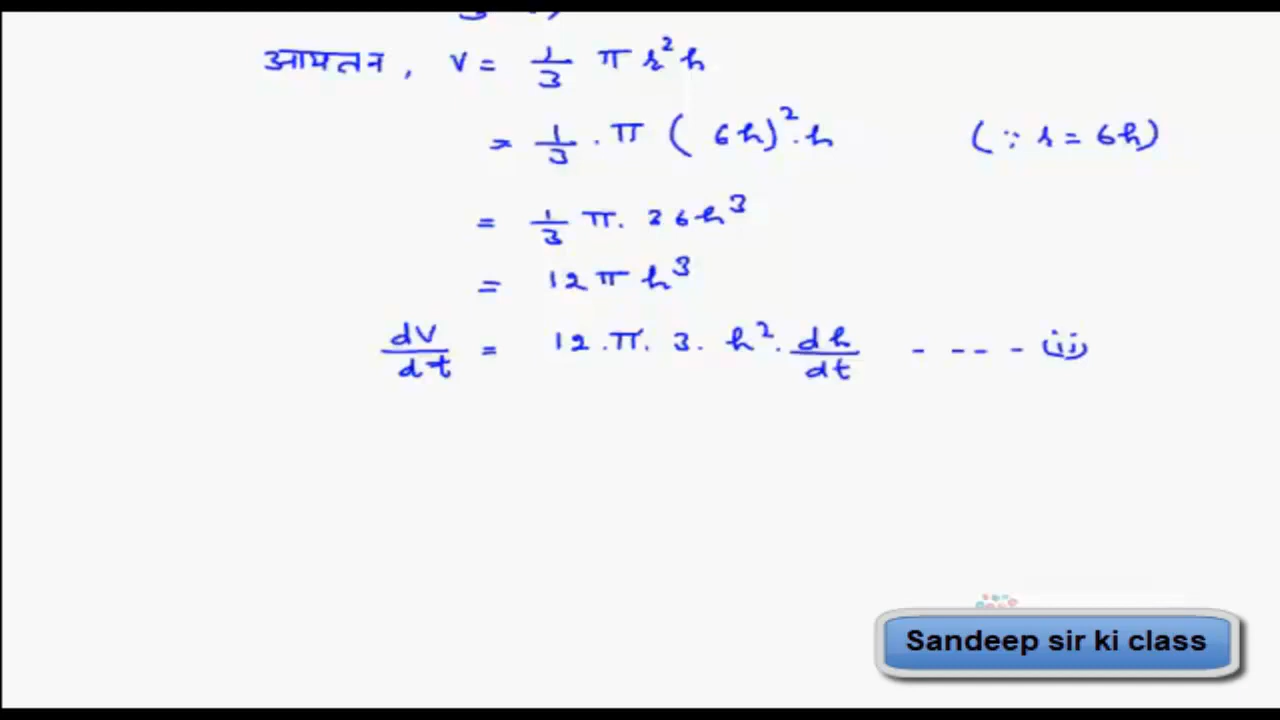 आयतन, V = 1/3 π r² h
= 1/3 . π ( 6h)² . h (∵ r = 6h)
= 1/3 π . 36h³
= 12 π h³
dV/dt = 12 . π . 3 . h² . dh/dt - - - - (ii)
Sandeep sir ki class